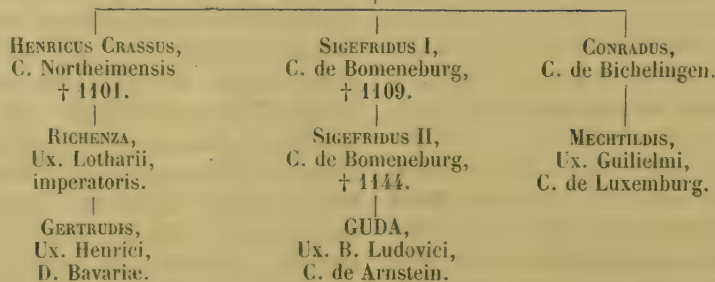 HENRICUS CRASSUS,
C. Northeimensis
† 1101.
RICHENZA,
Ux. Lotharii,
imperatoris.
GERTRUDIS,
Ux. Henrici,
D. Bavariæ.
SIGEFRIDUS I,
C. de Bomeneburg,
† 1109.
SIGEFRIDUS II,
C. de Bomeneburg,
† 1144.
GUDA,
Ux. B. Ludovici,
C. de Arnstein.
CONRADUS,
C. de Bichelingen.
MECHTILDIS,
Ux. Guilielmi,
C. de Luxemburg.